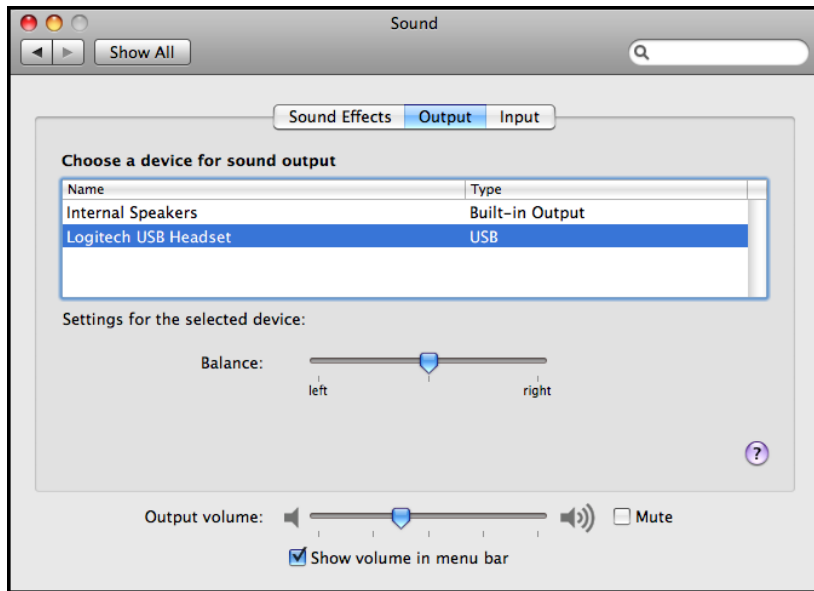 Sound
Show All
Sound Effects Output Input
Choose a device for sound output
Name Type
Internal Speakers Built-in Output
Logitech USB Headset USB
Settings for the selected device:
Balance:
left right
?
Output volume: Mute
Show volume in menu bar